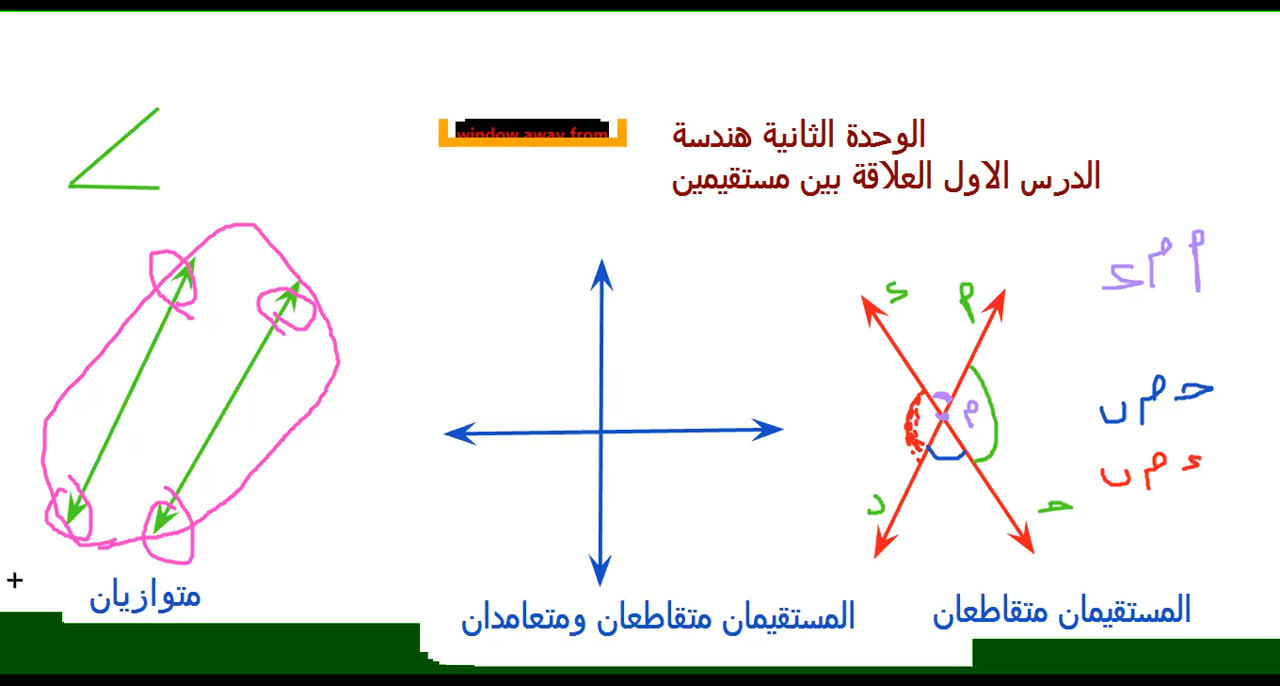 الوحدة الثانية هندسة
window away from
الدرس الاول العلاقة بين مستقيمين
أ م ء
ء
أ
م
ح م ب
ء م ب
ب
ح
المستقيمان متقاطعان
المستقيمان متقاطعان ومتعامدان
متوازيان